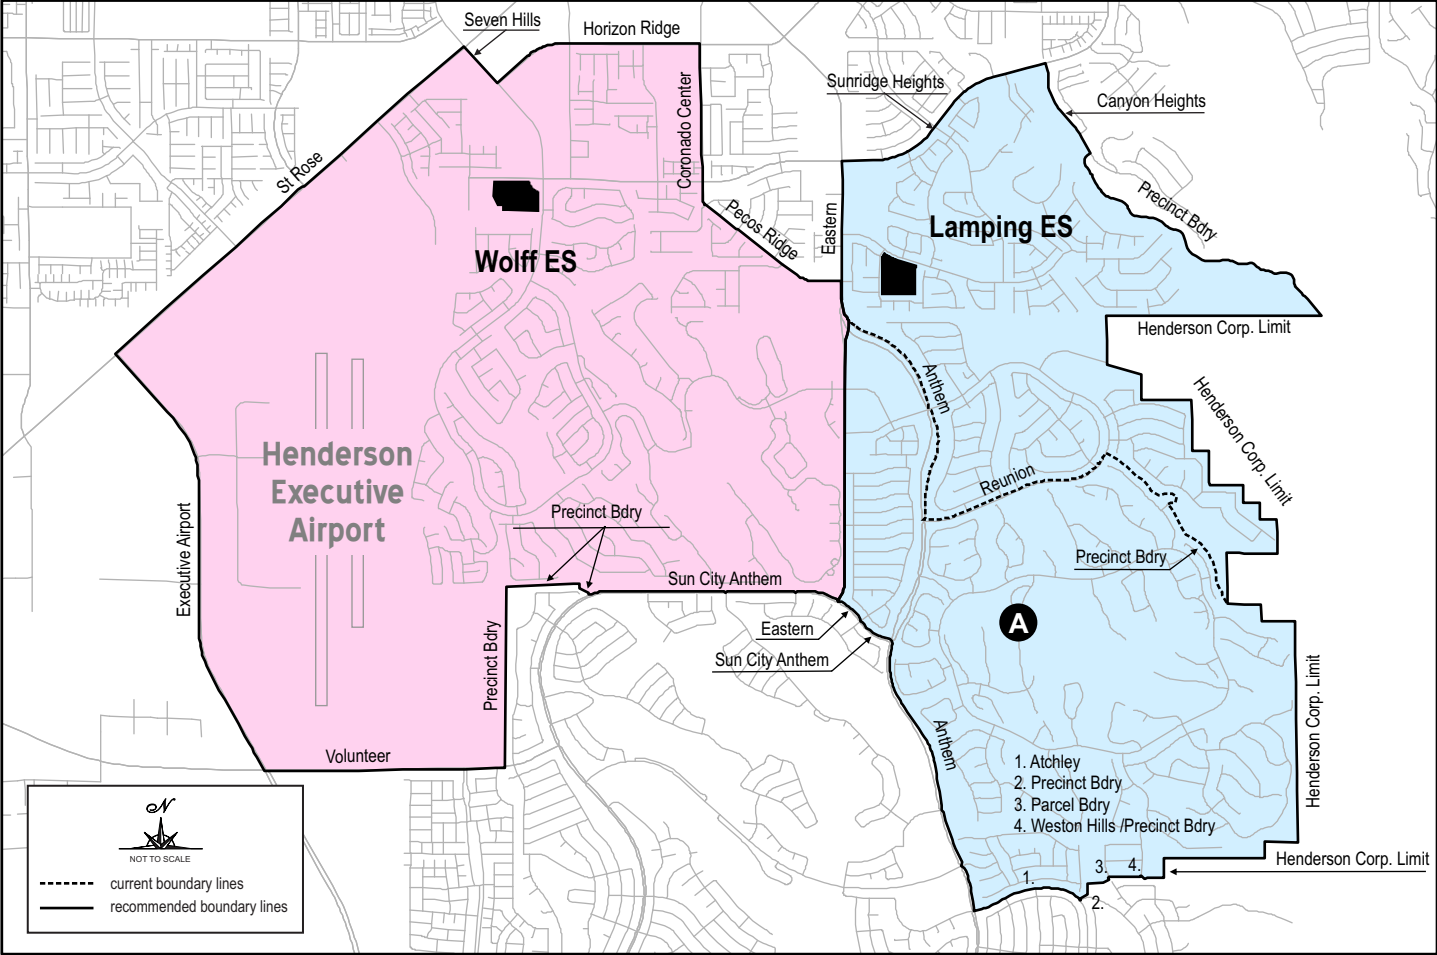 Seven Hills
Horizon Ridge
Sunridge Heights
Canyon Heights
Coronado Center
St Rose
Precinct Bdry
Pecos Ridge
Eastern
Lamping ES
Wolff ES
Henderson Corp. Limit
Anthem
Henderson Corp. Limit
Henderson
Executive
Airport
Reunion
Executive Airport
Precinct Bdry
Precinct Bdry
Sun City Anthem
A
Eastern
Sun City Anthem
Precinct Bdry
Henderson Corp. Limit
Anthem
Volunteer
1. Atchley
2. Precinct Bdry
3. Parcel Bdry
4. Weston Hills /Precinct Bdry
Henderson Corp. Limit
3.
4.
1.
2.
N
NOT TO SCALE
current boundary lines
recommended boundary lines